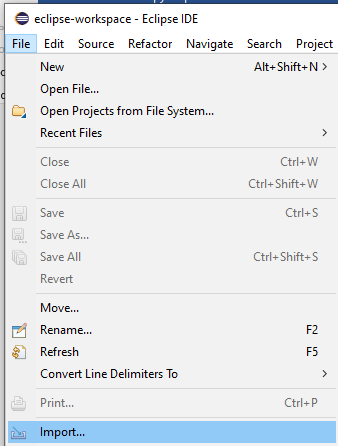 eclipse-workspace - Eclipse IDE
File Edit Source Refactor Navigate Search Project
New Alt+Shift+N >
Open File...
Open Projects from File System...
Recent Files >
Close Ctrl+W
Close All Ctrl+Shift+W
Save Ctrl+S
Save As...
Save All Ctrl+Shift+S
Revert
Move...
Rename... F2
Refresh F5
Convert Line Delimiters To >
Print... Ctrl+P
Import...